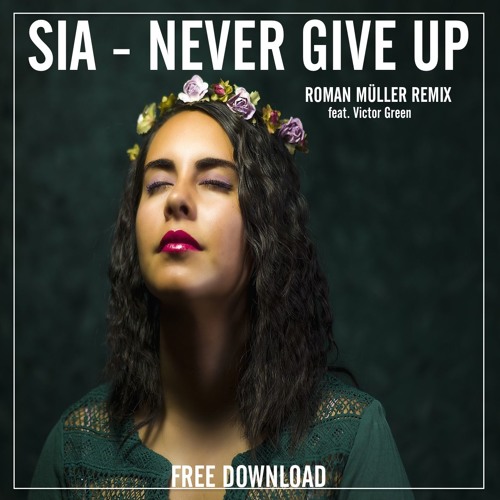 SIA - NEVER GIVE UP
ROMAN MÜLLER REMIX
feat. Victor Green
FREE DOWNLOAD